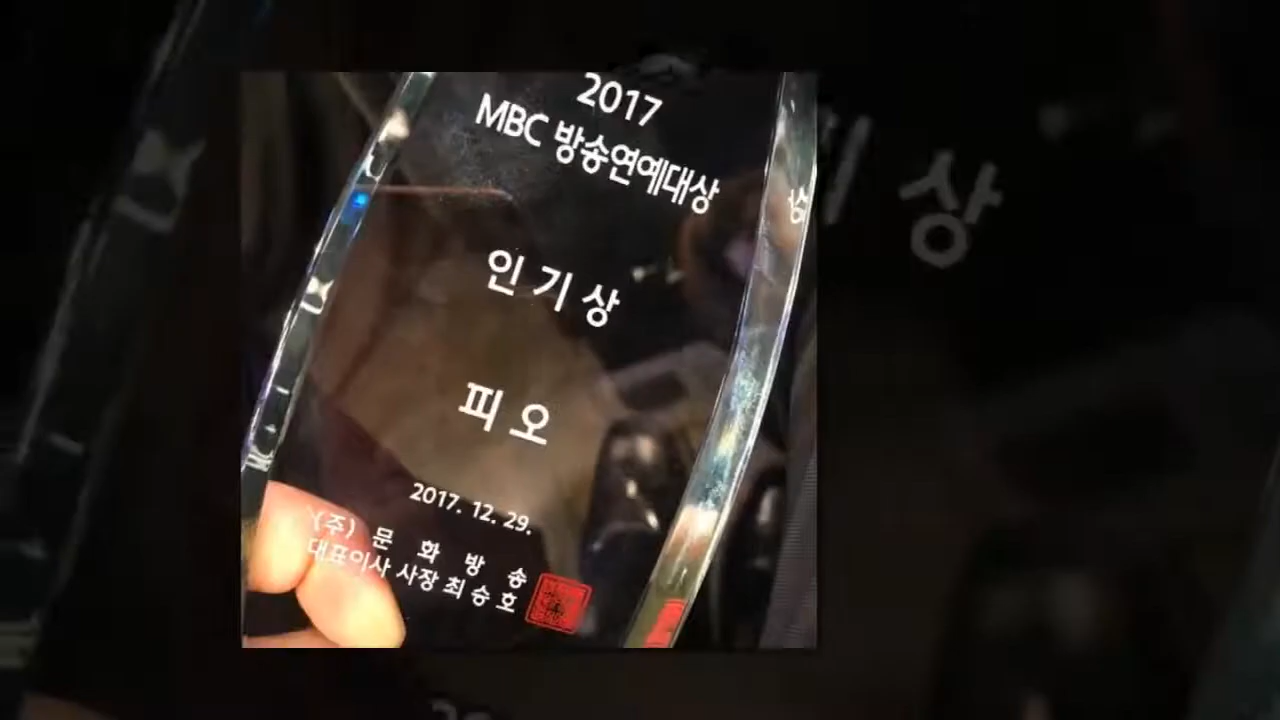 2017
MBC 방송연예대상
인기상
피오
2017. 12. 29.
(주) 문 화 방 송
대표이사 사장 최승호